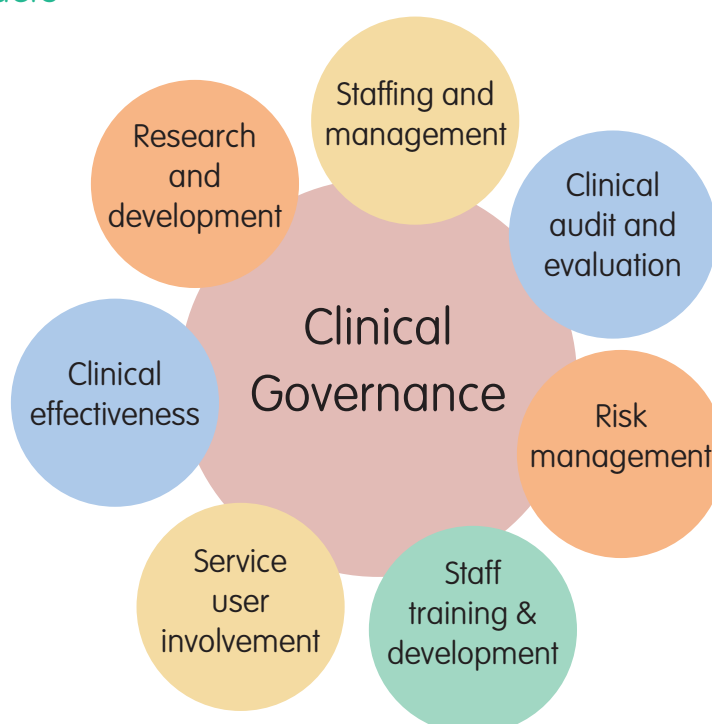 Staffing and
management
Research
and
development
Clinical
audit and
evaluation
Clinical
Governance
Clinical
effectiveness
Risk
management
Service
user
involvement
Staff
training &
development